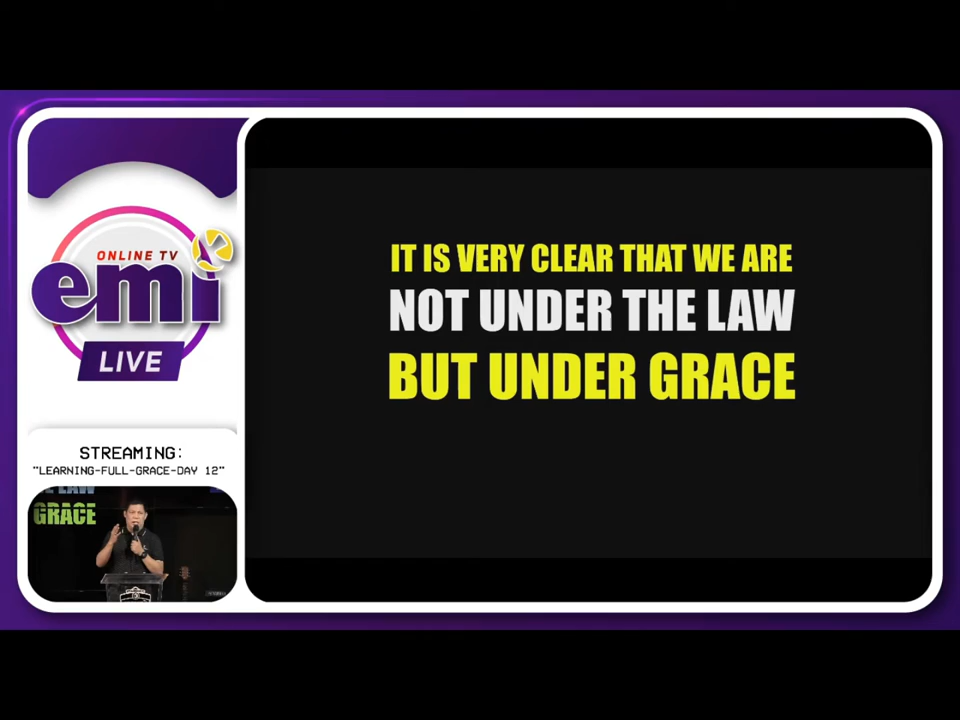 ONLINE TV
emi
LIVE
STREAMING:
"LEARNING-FULL-GRACE-DAY 12"
LAW
GRACE
IT IS VERY CLEAR THAT WE ARE
NOT UNDER THE LAW
BUT UNDER GRACE